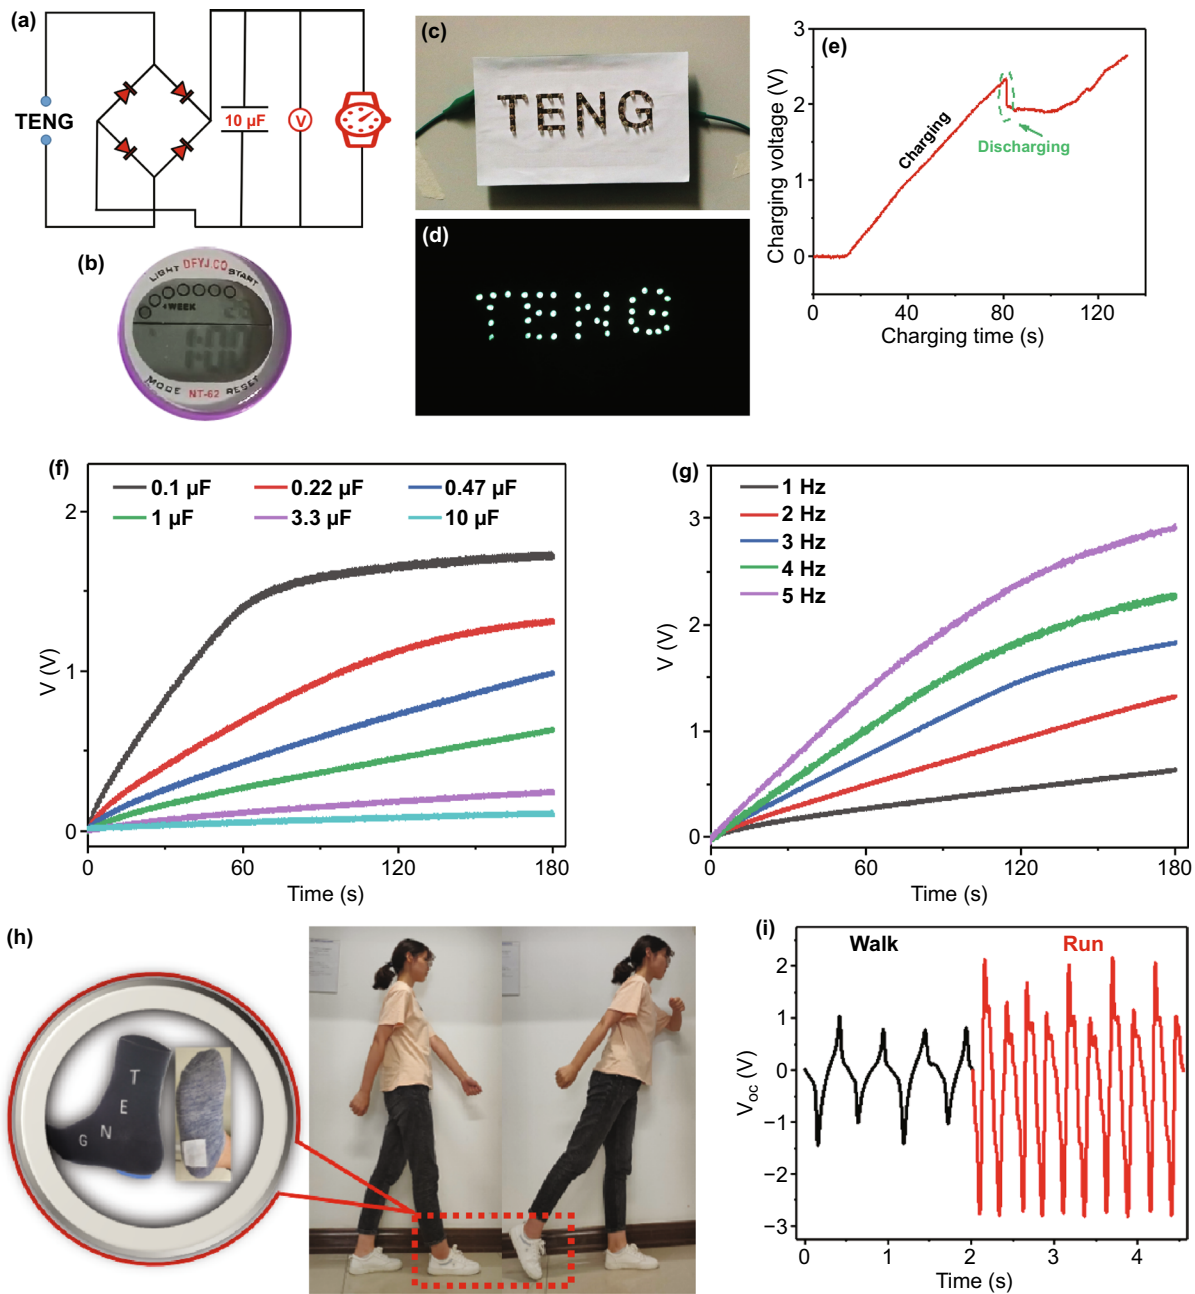 (a)
TENG
10 µF
V
(b)
LIGHT DFYJ.CO START
WEEK
MODE NT-62 RESET
(c)
TENG
(d)
TENG
(e)
Charging voltage (V)
3
2
1
0
Charging
Discharging
0 40 80 120
Charging time (s)
(f)
0.1 µF 0.22 µF 0.47 µF
1 µF 3.3 µF 10 µF
V (V)
2
1
0
0 60 120 180
Time (s)
(g)
1 Hz
2 Hz
3 Hz
4 Hz
5 Hz
V (V)
3
2
1
0
0 60 120 180
Time (s)
(h)
T
E
N
G
(i)
Walk Run
Voc (V)
2
1
0
−1
−2
−3
0 1 2 3 4
Time (s)